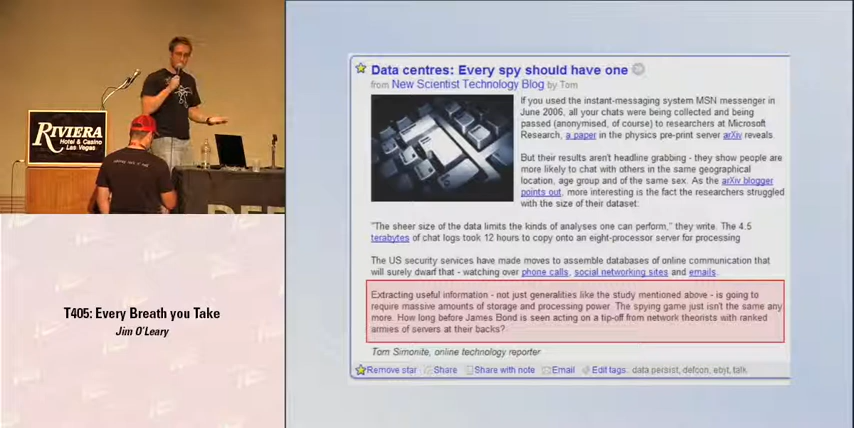 RIVIERA
Hotel & Casino
Las Vegas
T405: Every Breath you Take
Jim O'Leary
Data centres: Every spy should have one
from New Scientist Technology Blog by Tom
If you used the instant-messaging system MSN messenger in
June 2006, all your chats were being collected and being
passed (anonymised, of course) to researchers at Microsoft
Research, a paper in the physics pre-print server arXiv reveals.
But their results aren't headline grabbing - they show people are
more likely to chat with others in the same geographical
location, age group and of the same sex. As the arXiv blogger
points out, more interesting is the fact the researchers struggled
with the size of their dataset:
"The sheer size of the data limits the kinds of analyses one can perform," they write. The 4.5
terabytes of chat logs took 12 hours to copy onto an eight-processor server for processing
The US security services have made moves to assemble databases of online communication that
will surely dwarf that - watching over phone calls, social networking sites and emails.
Extracting useful information - not just generalities like the study mentioned above - is going to
require massive amounts of storage and processing power. The spying game just isn't the same any
more. How long before James Bond is seen acting on a tip-off from network theorists with ranked
armies of servers at their backs?
Tom Simonite, online technology reporter
Remove star Share Share with note Email Edit tags: data persist, defcon, ebjt, talk